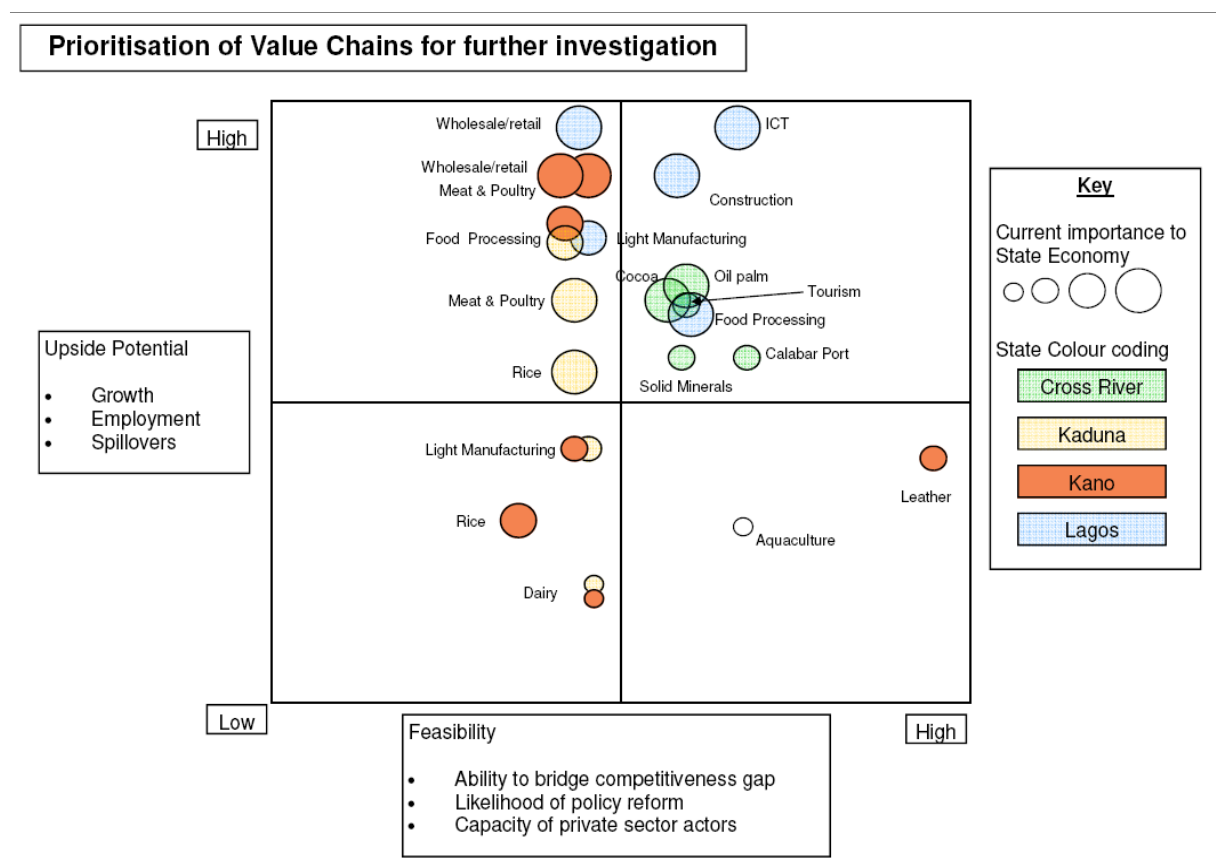 Prioritisation of Value Chains for further investigation
High
Wholesale/retail
ICT
Wholesale/retail
Meat & Poultry
Construction
Food Processing
Light Manufacturing
Cocoa
Oil palm
Tourism
Meat & Poultry
Food Processing
Calabar Port
Rice
Solid Minerals
Key
Current importance to
State Economy
State Colour coding
Cross River
Kaduna
Kano
Lagos
Upside Potential
• Growth
• Employment
• Spillovers
Light Manufacturing
Leather
Rice
Aquaculture
Dairy
Low
High
Feasibility
• Ability to bridge competitiveness gap
• Likelihood of policy reform
• Capacity of private sector actors